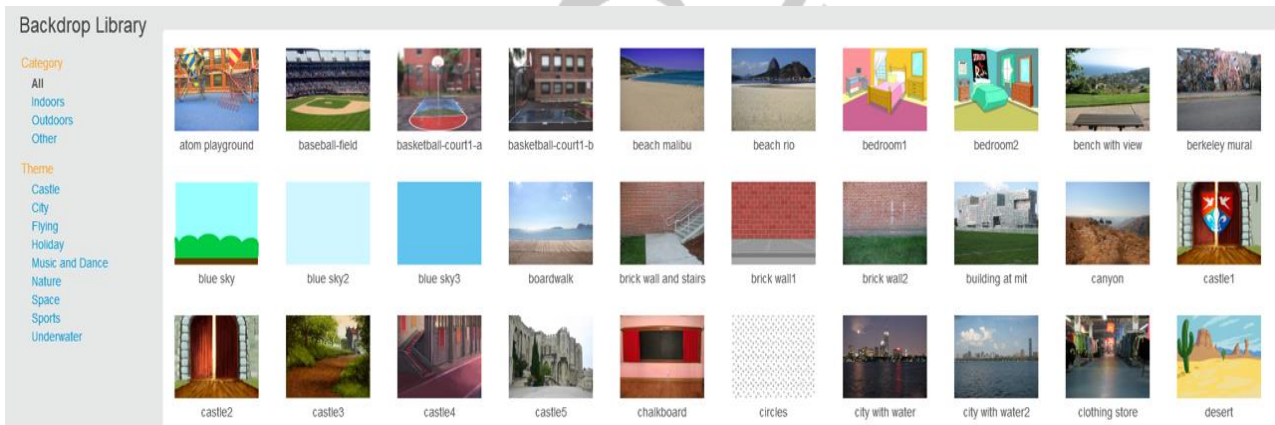 Backdrop Library
Category
All
Indoors
Outdoors
Other
Theme
Castle
City
Flying
Holiday
Music and Dance
Nature
Space
Sports
Underwater
atom playground baseball-field basketball-court1-a basketball-court1-b beach malibu beach rio bedroom1 bedroom2 bench with view berkeley mural
blue sky blue sky2 blue sky3 boardwalk brick wall and stairs brick wall1 brick wall2 building at mit canyon castle1
castle2 castle3 castle4 castle5 chalkboard circles city with water city with water2 clothing store desert